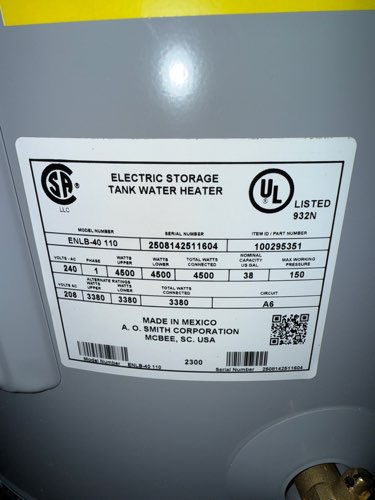 SA
LLC
ELECTRIC STORAGE
TANK WATER HEATER
UL
LISTED
932N
MODEL NUMBER SERIAL NUMBER ITEM ID / PART NUMBER
ENLB-40 110 2508142511604 100295351
VOLTS - AC PHASE WATTS UPPER WATTS LOWER TOTAL WATTS CONNECTED NOMINAL CAPACITY US GAL MAX WORKING PRESSURE
240 1 4500 4500 4500 38 150
VOLTS - AC ALTERNATE RATINGS WATTS UPPER WATTS LOWER TOTAL WATTS CONNECTED CIRCUIT
208 3380 3380 3380 A6
MADE IN MEXICO
A. O. SMITH CORPORATION
MCBEE, SC. USA
2300
Model Number ENLB-40 110 Serial Number 2508142511604